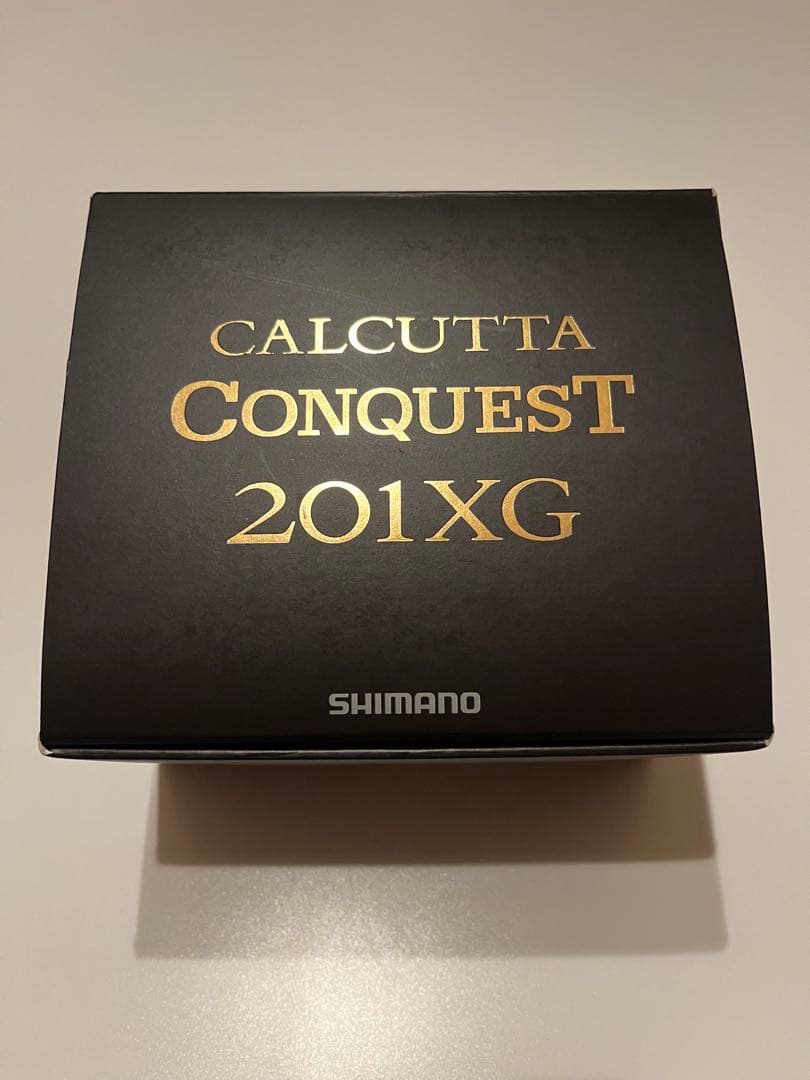 CALCUTTA
CONQUEST
201XG
SHIMANO